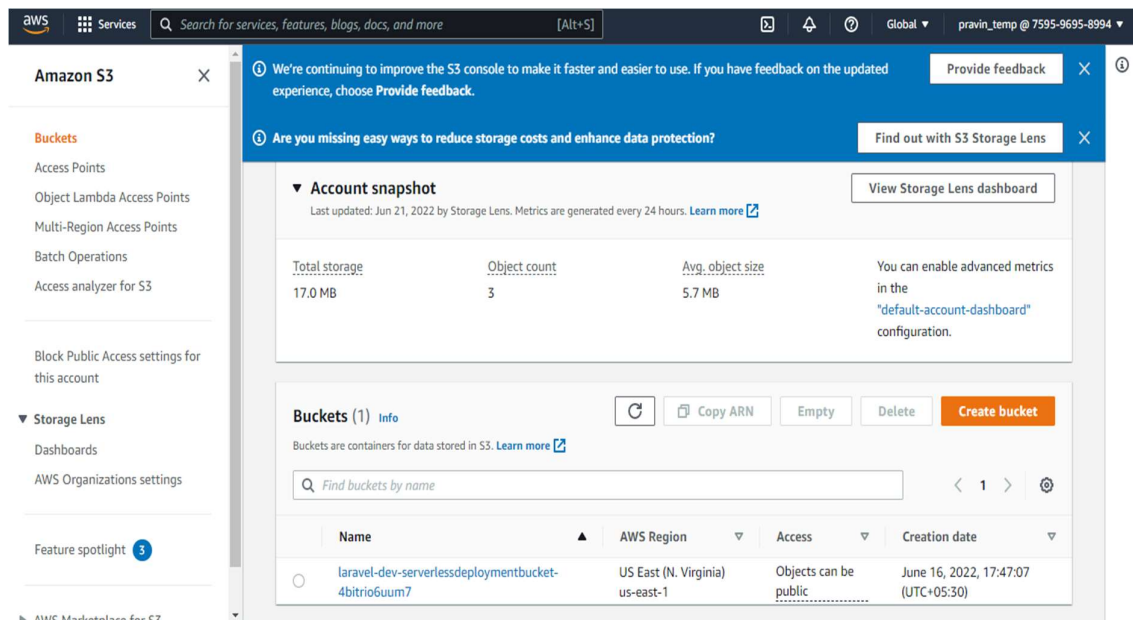 aws
Services
Search for services, features, blogs, docs, and more [Alt+S]
Global ▼
pravin_temp @ 7595-9695-8994 ▼
Amazon S3
Buckets
Access Points
Object Lambda Access Points
Multi-Region Access Points
Batch Operations
Access analyzer for S3
Block Public Access settings for
this account
▼ Storage Lens
Dashboards
AWS Organizations settings
Feature spotlight 3
AWS Marketplace for S3
We're continuing to improve the S3 console to make it faster and easier to use. If you have feedback on the updated
experience, choose Provide feedback.
Provide feedback
Are you missing easy ways to reduce storage costs and enhance data protection?
Find out with S3 Storage Lens
▼ Account snapshot
Last updated: Jun 21, 2022 by Storage Lens. Metrics are generated every 24 hours. Learn more
View Storage Lens dashboard
Total storage
17.0 MB
Object count
3
Avg. object size
5.7 MB
You can enable advanced metrics
in the
"default-account-dashboard"
configuration.
Buckets (1) Info
Copy ARN
Empty
Delete
Create bucket
Buckets are containers for data stored in S3. Learn more
Find buckets by name
1
Name
AWS Region
Access
Creation date
laravel-dev-serverlessdeploymentbucket-
4bitrio6uum7
US East (N. Virginia)
us-east-1
Objects can be
public
June 16, 2022, 17:47:07
(UTC+05:30)